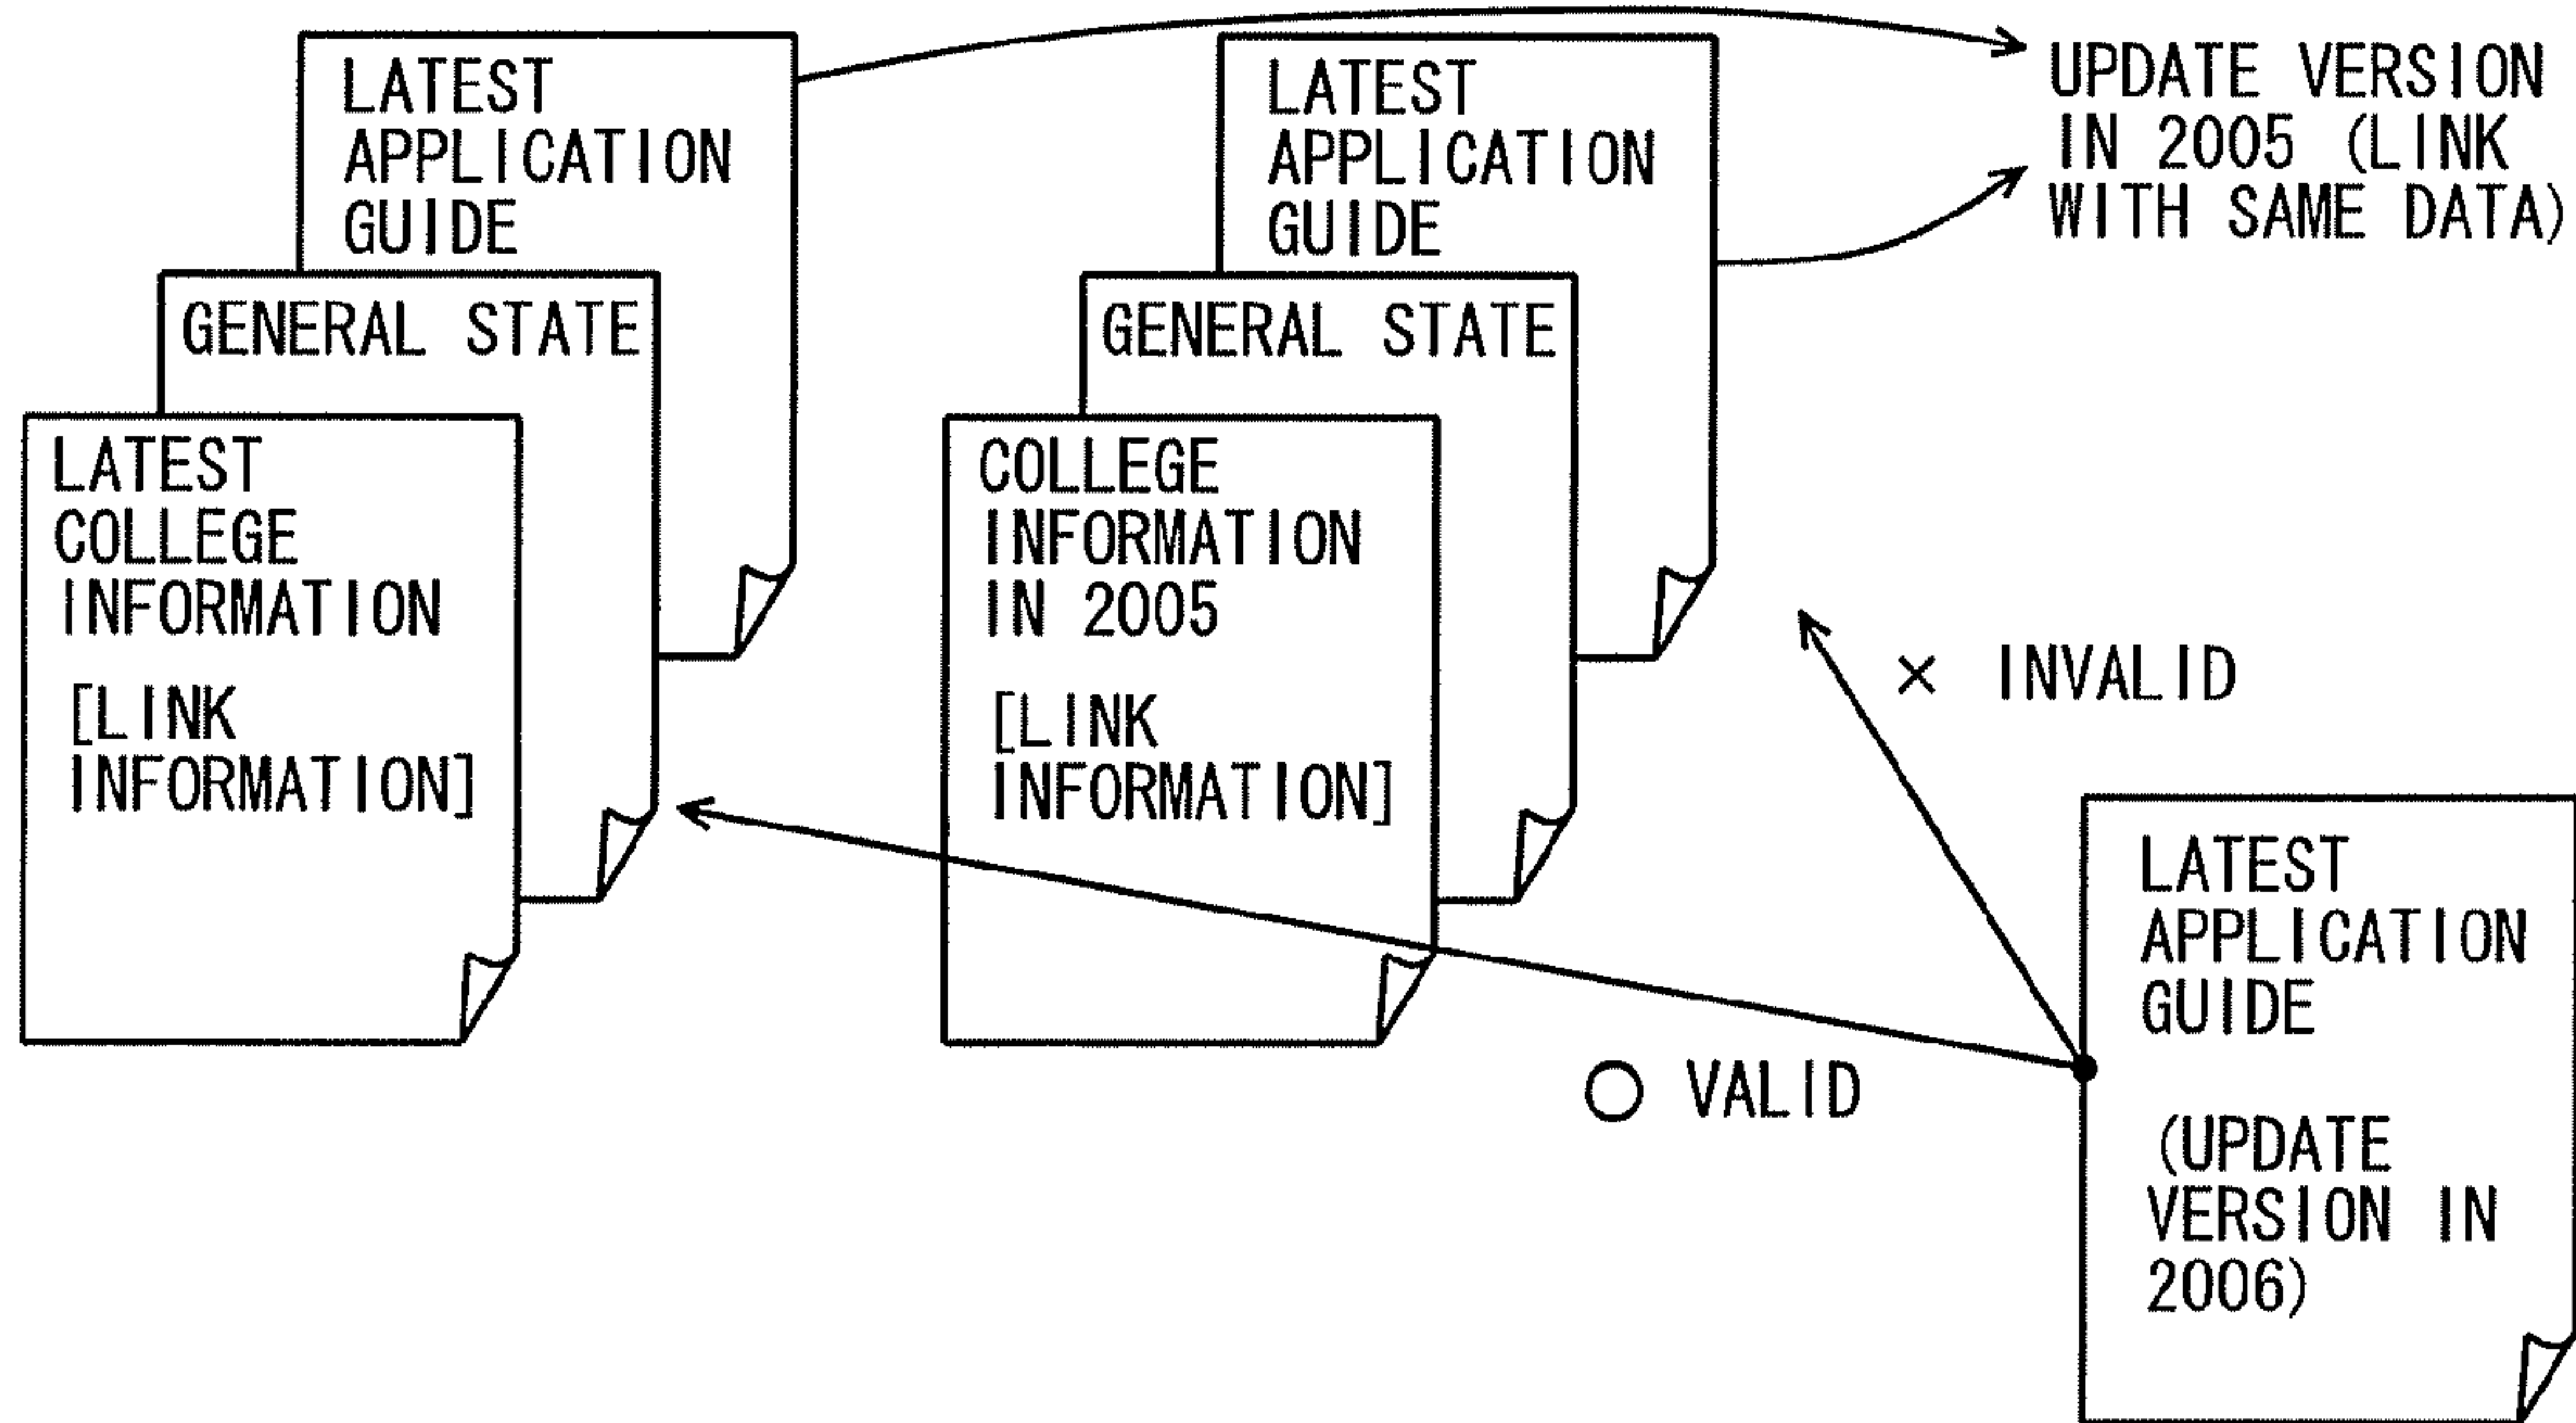 LATEST
APPLICATION
GUIDE
GENERAL STATE
LATEST
COLLEGE
INFORMATION
[LINK
INFORMATION]
LATEST
APPLICATION
GUIDE
GENERAL STATE
COLLEGE
INFORMATION
IN 2005
[LINK
INFORMATION]
UPDATE VERSION
IN 2005 (LINK
WITH SAME DATA)
× INVALID
○ VALID
LATEST
APPLICATION
GUIDE
(UPDATE
VERSION IN
2006)